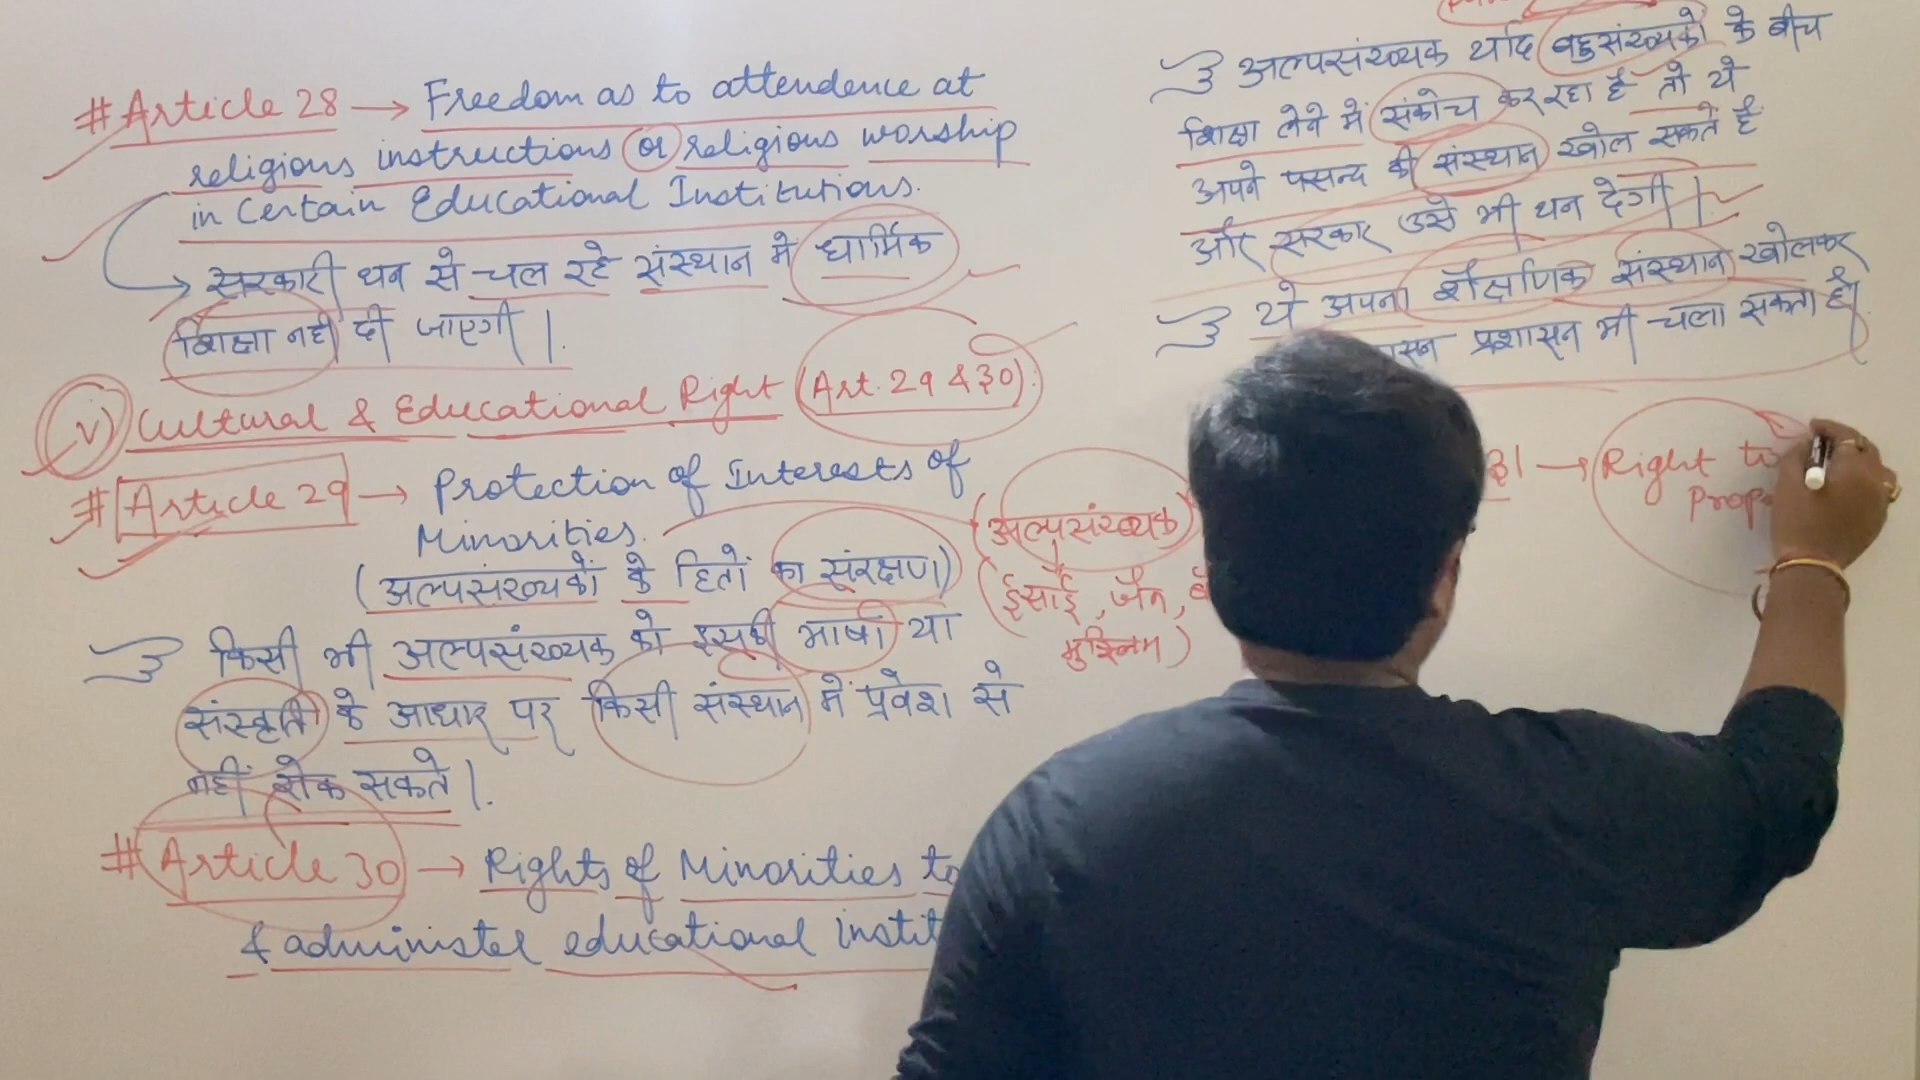 # Article 28 → Freedom as to attendence at
religious instructions or religious worship
in Certain Educational Institutions.
→ सरकारी धन से चल रहे संस्थान में धार्मिक
शिक्षा नहीं दी जाएगी |.
v) Cultural & Educational Right (Art. 29 & 30)
# Article 29 → Protection of Interests of
Minorities.
(अल्पसंख्यकों के हितों का संरक्षण)
किसी भी अल्पसंख्यक को इसकी भाषा या
संस्कृति के आधार पर किसी संस्थान में प्रवेश से
नहीं रोक सकते |.
# Article 30 → Rights of Minorities to
& administer educational instit
(अल्पसंख्यक)
(ईसाई, जैन,
मुस्लिम)
अल्पसंख्यक यदि बहुसंख्यको के बीच
शिक्षा लेने में संकोच कर रहा है तो ये
अपने पसन्द की संस्थान खोल सकते है
और सरकार उसे भी धन देगी |
ये अपना शैक्षणिक संस्थान खोलकर
प्रशासन भी चला सकता है|
31 → Right to